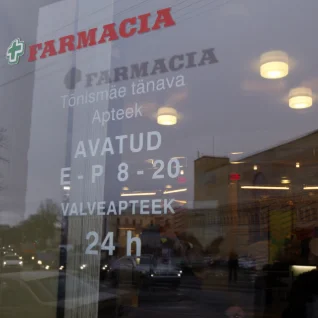 FARMACIA
FARMACIA
Tõnismäe tänava
Apteek
AVATUD
E - P 8 - 20
VALVEAPTEEK
24 h